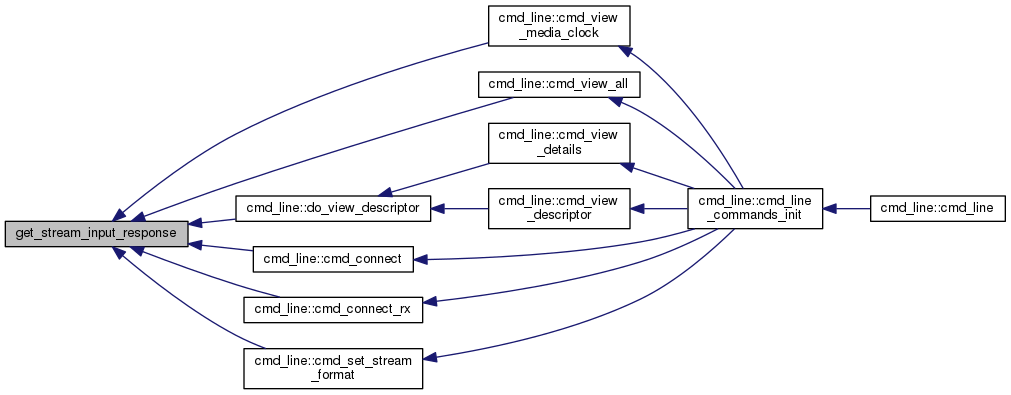 cmd_line::cmd_view
_media_clock
cmd_line::cmd_view_all
cmd_line::cmd_view
_details
cmd_line::do_view_descriptor
cmd_line::cmd_view
_descriptor
cmd_line::cmd_line
_commands_init
cmd_line::cmd_line
get_stream_input_response
cmd_line::cmd_connect
cmd_line::cmd_connect_rx
cmd_line::cmd_set_stream
_format